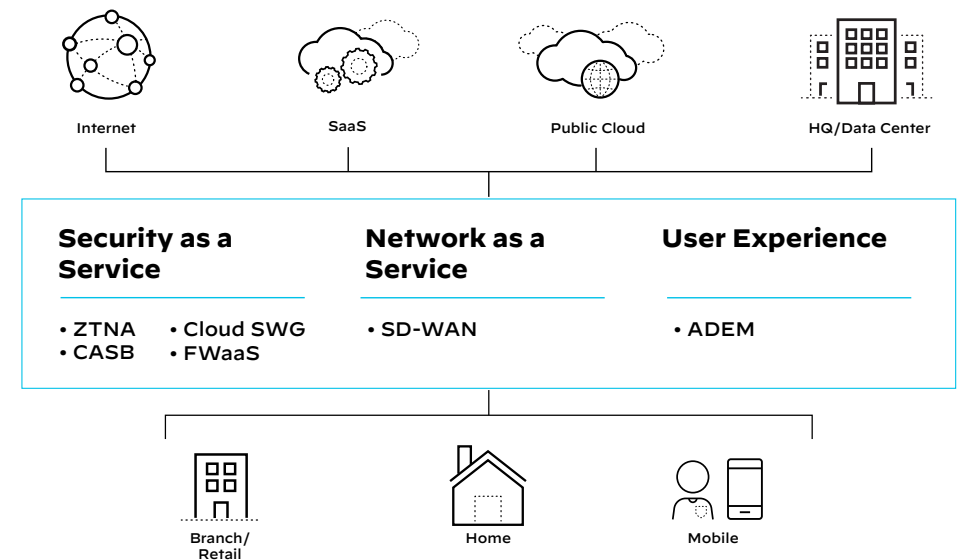 Internet
SaaS
Public Cloud
HQ/Data Center
Security as a
Service
• ZTNA
• CASB
• Cloud SWG
• FWaaS
Network as a
Service
• SD-WAN
User Experience
• ADEM
Branch/
Retail
Home
Mobile